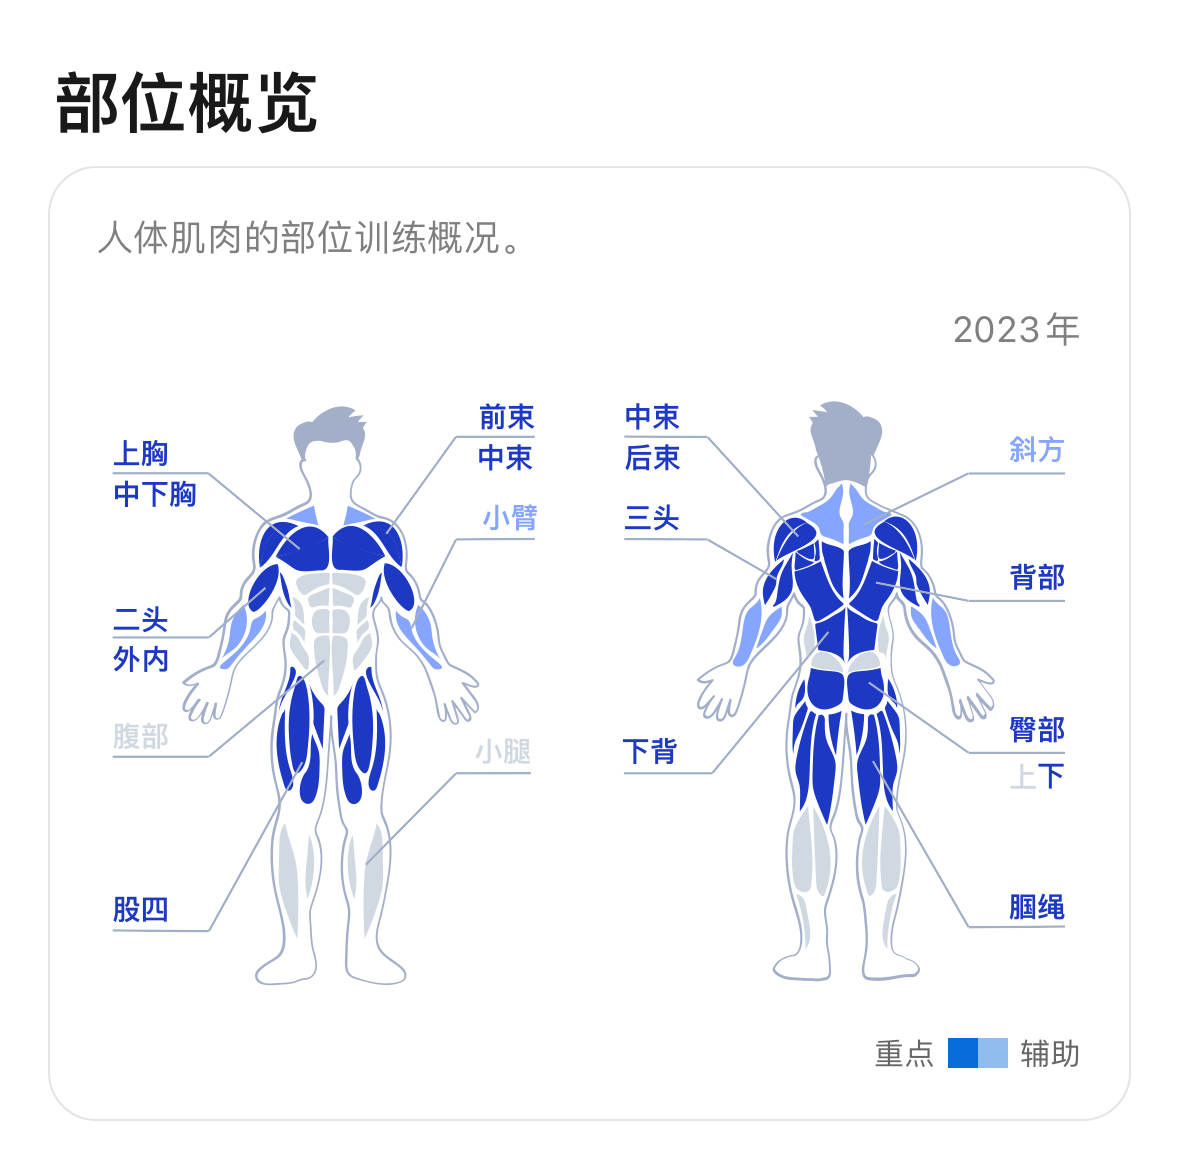 部位概览
人体肌肉的部位训练概况。
2023年
上胸
中下胸
二头
外内
腹部
股四
前束
中束
小臂
小腿
中束
后束
三头
下背
斜方
背部
臀部
上下
腘绳
重点 辅助